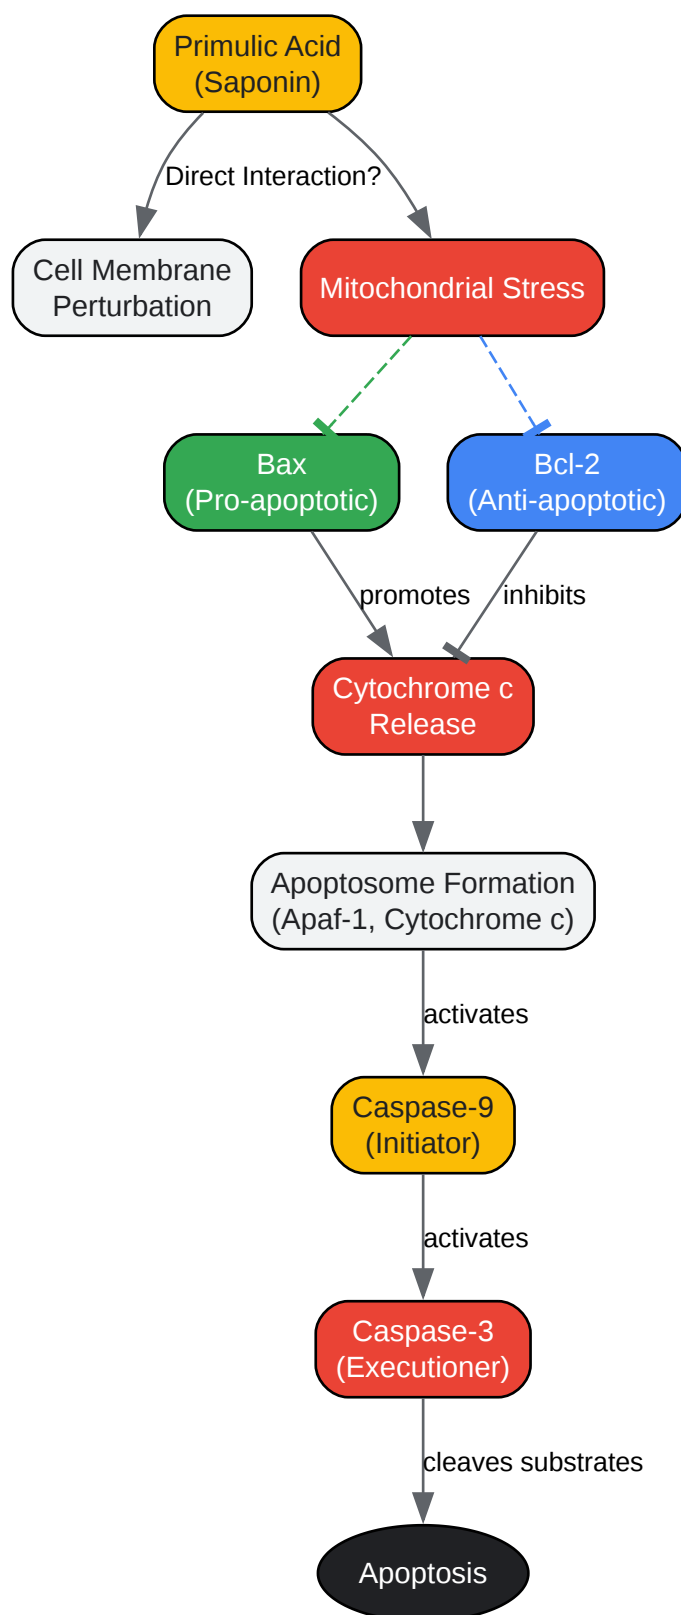 Primulic Acid
(Saponin)
Direct Interaction?
Cell Membrane
Perturbation
Mitochondrial Stress
Bax
(Pro-apoptotic)
Bcl-2
(Anti-apoptotic)
promotes
inhibits
Cytochrome c
Release
Apoptosome Formation
(Apaf-1, Cytochrome c)
activates
Caspase-9
(Initiator)
activates
Caspase-3
(Executioner)
cleaves substrates
Apoptosis